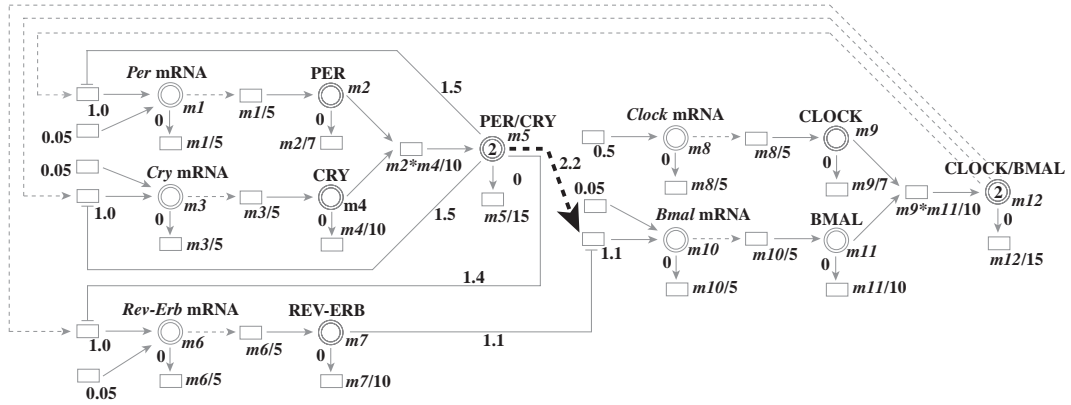 Per mRNA
m1
1.0
0
m1/5
0.05
m1/5
PER
m2
0
m2/7
0.05
Cry mRNA
m3
1.0
0
m3/5
m3/5
CRY
m4
0
m4/10
m2*m4/10
1.5
1.5
1.4
PER/CRY
m5
2
0
m5/15
2.2
Rev-Erb mRNA
m6
1.0
0
m6/5
0.05
m6/5
REV-ERB
m7
0
m7/10
1.1
Clock mRNA
m8
0.5
0
m8/5
m8/5
CLOCK
m9
0
m9/7
0.05
Bmal mRNA
m10
1.1
0
m10/5
m10/5
BMAL
m11
0
m11/10
m9*m11/10
CLOCK/BMAL
2
m12
0
m12/15